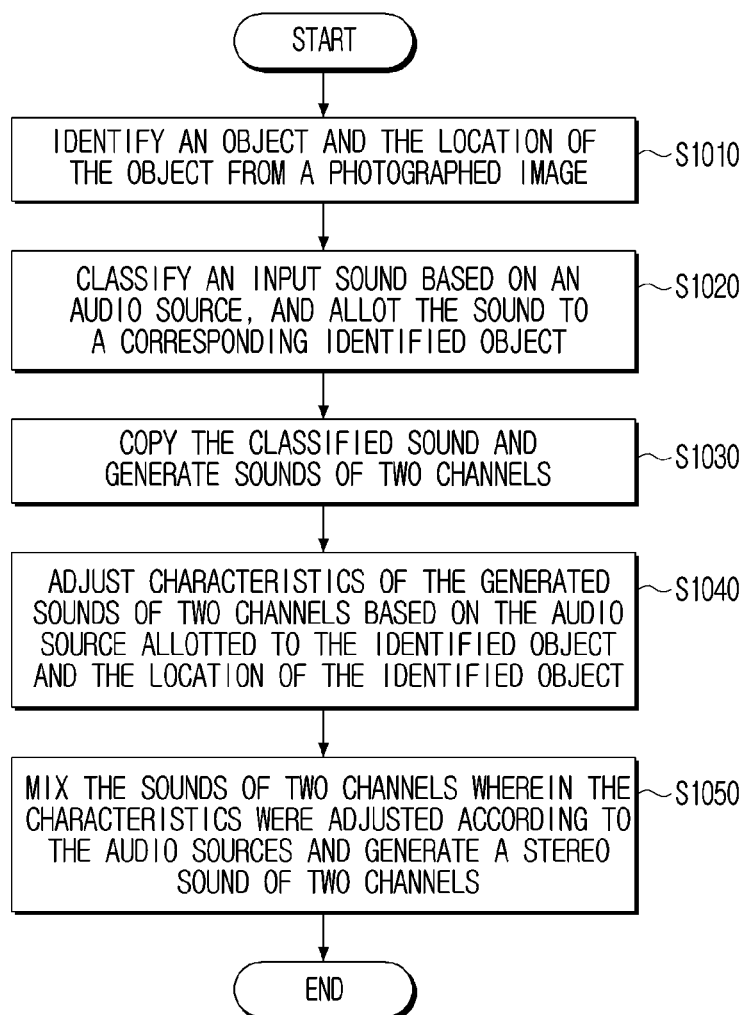 START
IDENTIFY AN OBJECT AND THE LOCATION OF
THE OBJECT FROM A PHOTOGRAPHED IMAGE
S1010
CLASSIFY AN INPUT SOUND BASED ON AN
AUDIO SOURCE, AND ALLOT THE SOUND TO
A CORRESPONDING IDENTIFIED OBJECT
S1020
COPY THE CLASSIFIED SOUND AND
GENERATE SOUNDS OF TWO CHANNELS
S1030
ADJUST CHARACTERISTICS OF THE GENERATED
SOUNDS OF TWO CHANNELS BASED ON THE AUDIO
SOURCE ALLOTTED TO THE IDENTIFIED OBJECT
AND THE LOCATION OF THE IDENTIFIED OBJECT
S1040
MIX THE SOUNDS OF TWO CHANNELS WHEREIN THE
CHARACTERISTICS WERE ADJUSTED ACCORDING TO
THE AUDIO SOURCES AND GENERATE A STEREO
SOUND OF TWO CHANNELS
S1050
END